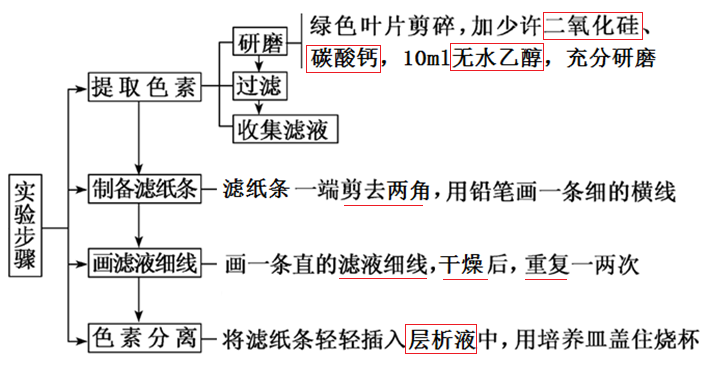 绿色叶片剪碎，加少许二氧化硅、
碳酸钙，10ml无水乙醇，充分研磨
研磨
过滤
收集滤液
提取色素
实验步骤
制备滤纸条
滤纸条一端剪去两角，用铅笔画一条细的横线
画滤液细线
画一条直的滤液细线，干燥后，重复一两次
色素分离
将滤纸条轻轻插入层析液中，用培养皿盖住烧杯